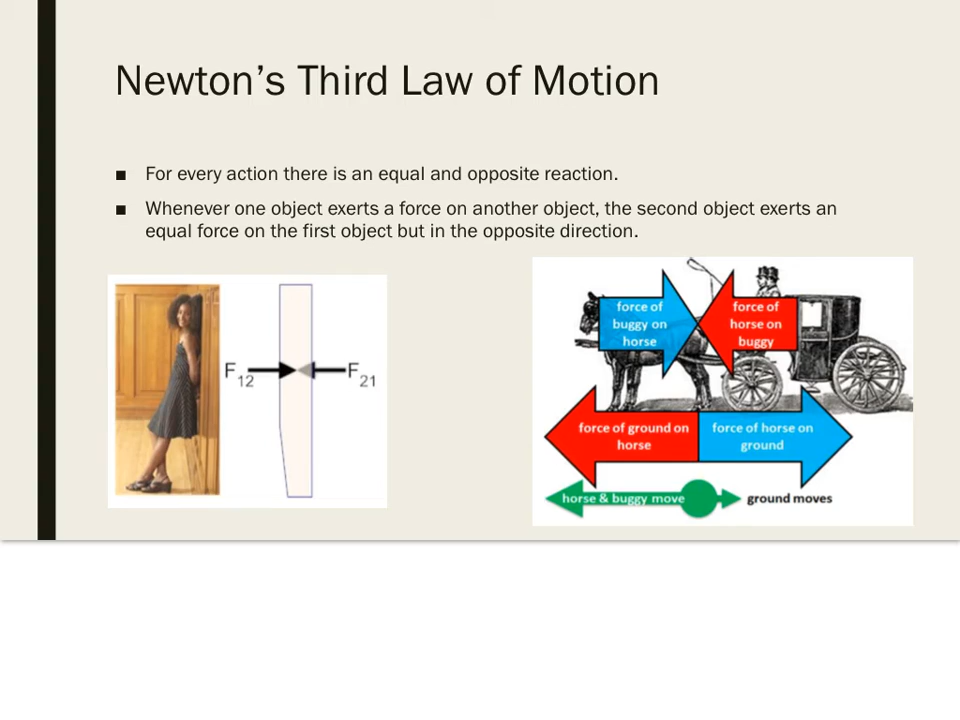 Newton’s Third Law of Motion
■ For every action there is an equal and opposite reaction.
■ Whenever one object exerts a force on another object, the second object exerts an
equal force on the first object but in the opposite direction.
F12
F21
force of
buggy on
horse
force of
horse on
buggy
force of ground on
horse
force of horse on
ground
horse & buggy move
ground moves